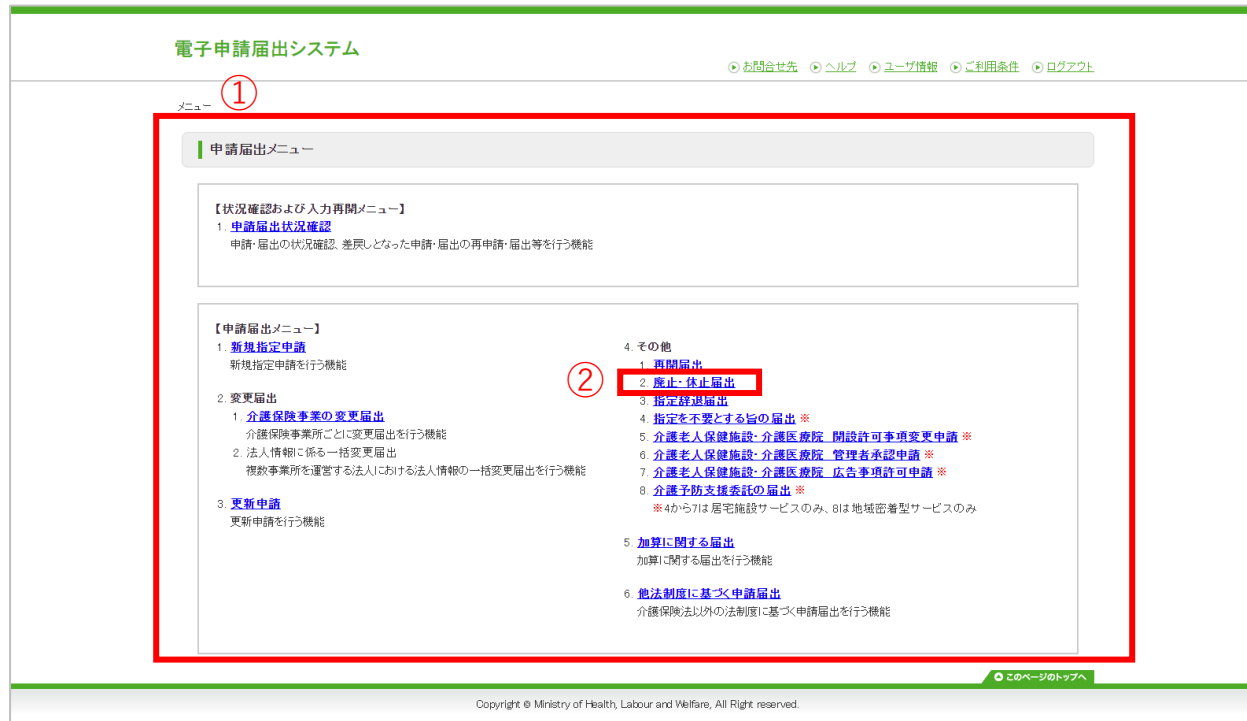 電子申請届出システム
お問合せ先 ヘルプ ユーザ情報 ご利用条件 ログアウト
①
メニュー
申請届出メニュー
【状況確認および入力再開メニュー】
1. 申請届出状況確認
申請・届出の状況確認、差戻しとなった申請・届出の再申請・届出等を行う機能
【申請届出メニュー】
1. 新規指定申請
新規指定申請を行う機能
2. 変更届出
1. 介護保険事業の変更届出
介護保険事業所ごとに変更届出を行う機能
2. 法人情報に係る一括変更届出
複数事業所を運営する法人における法人情報の一括変更届出を行う機能
3. 更新申請
更新申請を行う機能
4. その他
1. 再開届出
②
2. 廃止・休止届出
3. 指定辞退届出
4. 指定を不要とする旨の届出 ※
5. 介護老人保健施設・介護医療院 開設許可事項変更申請 ※
6. 介護老人保健施設・介護医療院 管理者承認申請 ※
7. 介護老人保健施設・介護医療院 広告事項許可申請 ※
8. 介護予防支援委託の届出 ※
※4から7は居宅施設サービスのみ、8は地域密着型サービスのみ
5. 加算に関する届出
加算に関する届出を行う機能
6. 他法制度に基づく申請届出
介護保険法以外の法制度に基づく申請届出を行う機能
このページのトップへ
Copyright © Ministry of Health, Labour and Welfare, All Right reserved.